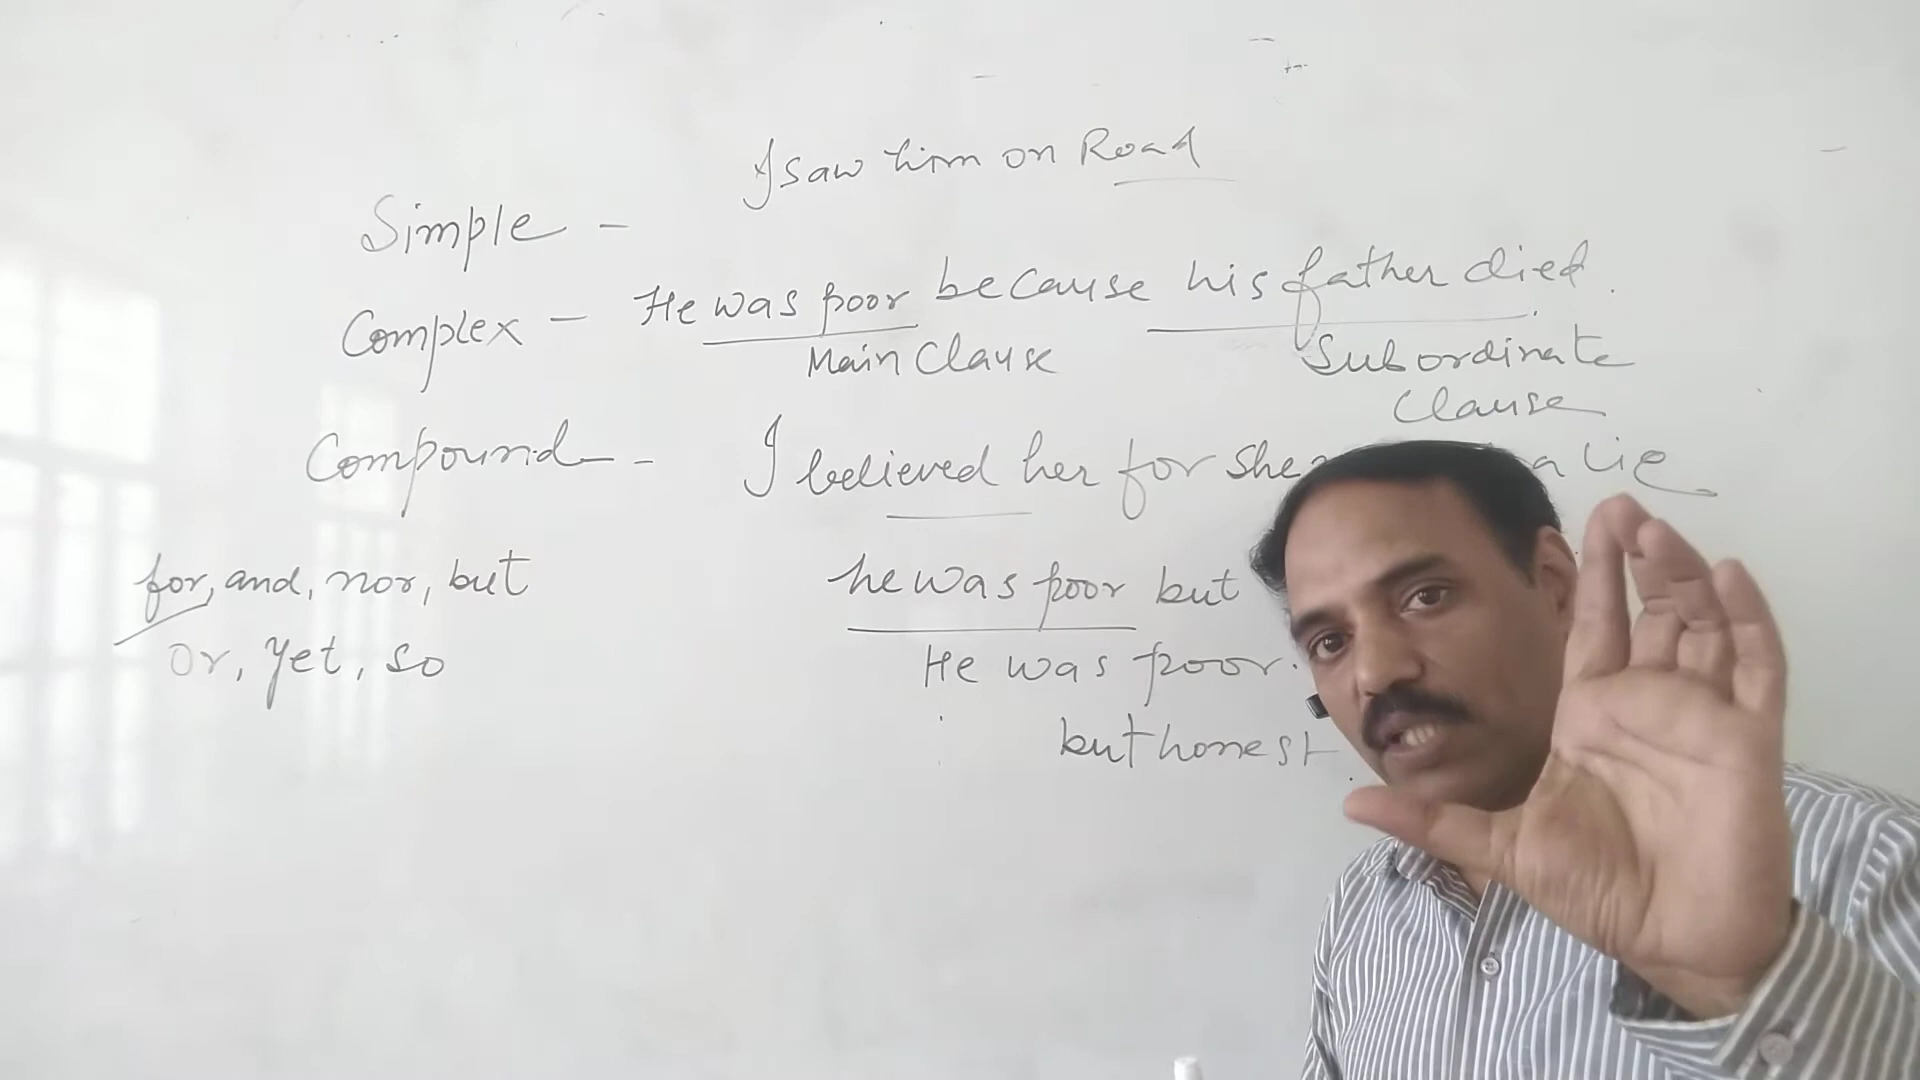 I saw him on Road
Simple -
Complex - He was poor because his father died.
Main Clause Subordinate
Clause
Compound - I believed her for She a lie
for, and, nor, but he was poor but
or, yet, so He was poor.
but honest.